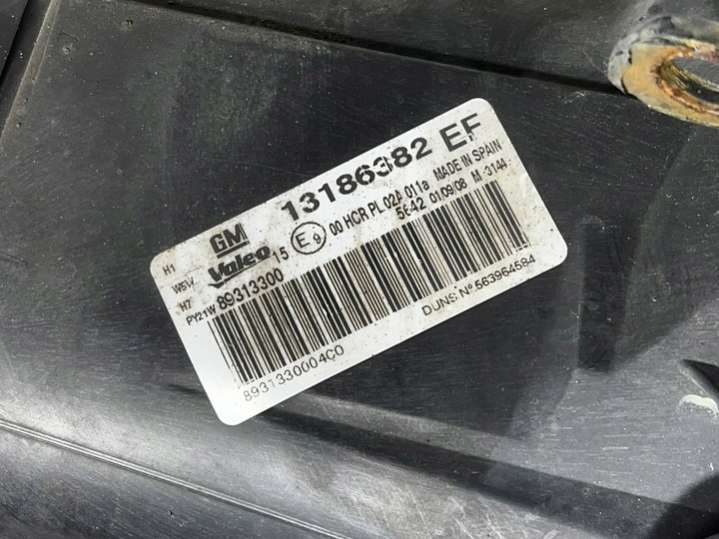 GM 13186382 EF
Valeo 15 E9 00 HCR PL 02A 011a MADE IN SPAIN
H1 W5W H7 PY21W
89313300 5642 01/09/08 M 3144
8931330004C0 DUNS N° 563964584